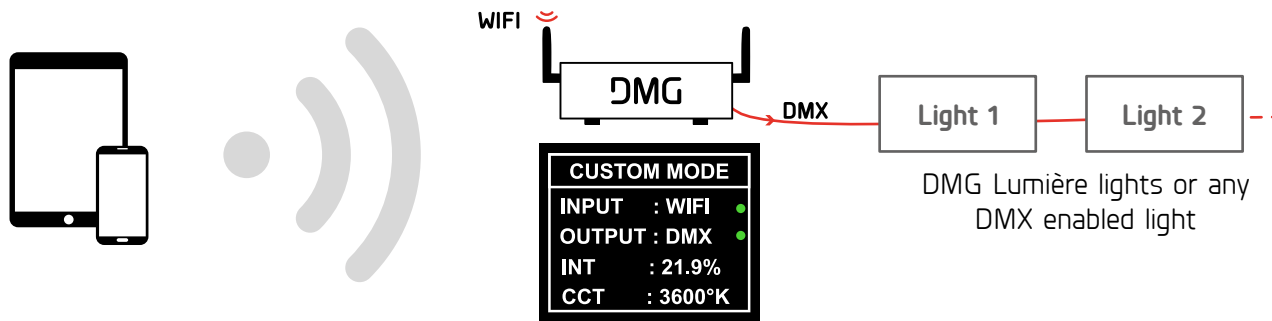 WIFI
DMG
DMX
Light 1
Light 2
CUSTOM MODE
INPUT : WIFI
OUTPUT : DMX
INT : 21.9%
CCT : 3600°K
DMG Lumière lights or any
DMX enabled light